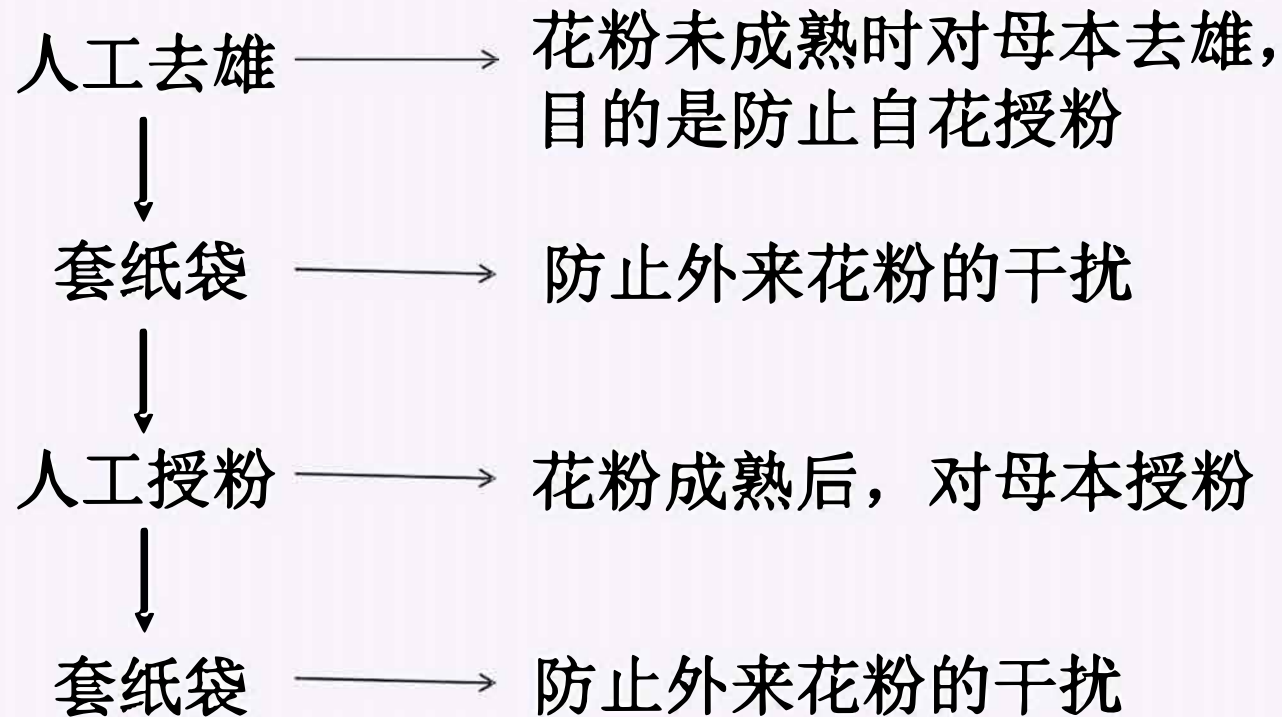 人工去雄
花粉未成熟时对母本去雄，
目的是防止自花授粉
套纸袋
防止外来花粉的干扰
人工授粉
花粉成熟后，对母本授粉
套纸袋
防止外来花粉的干扰